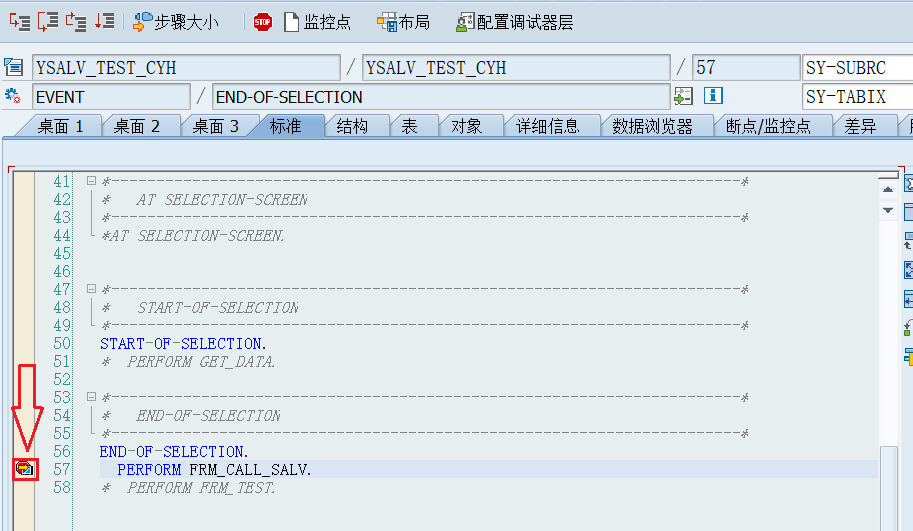 步骤大小 STOP 监控点 布局 配置调试器层
YSALV_TEST_CYH / YSALV_TEST_CYH / 57 SY-SUBRC
EVENT / END-OF-SELECTION SY-TABIX
桌面 1 桌面 2 桌面 3 标准 结构 表 对象 详细信息 数据浏览器 断点/监控点 差异
41 *----------------------------------------------------------------------*
42 * AT SELECTION-SCREEN
43 *----------------------------------------------------------------------*
44 *AT SELECTION-SCREEN.
45
46
47 *----------------------------------------------------------------------*
48 * START-OF-SELECTION
49 *----------------------------------------------------------------------*
50 START-OF-SELECTION.
51 * PERFORM GET_DATA.
52
53 *----------------------------------------------------------------------*
54 * END-OF-SELECTION
55 *----------------------------------------------------------------------*
56 END-OF-SELECTION.
57 PERFORM FRM_CALL_SALV.
58 * PERFORM FRM_TEST.